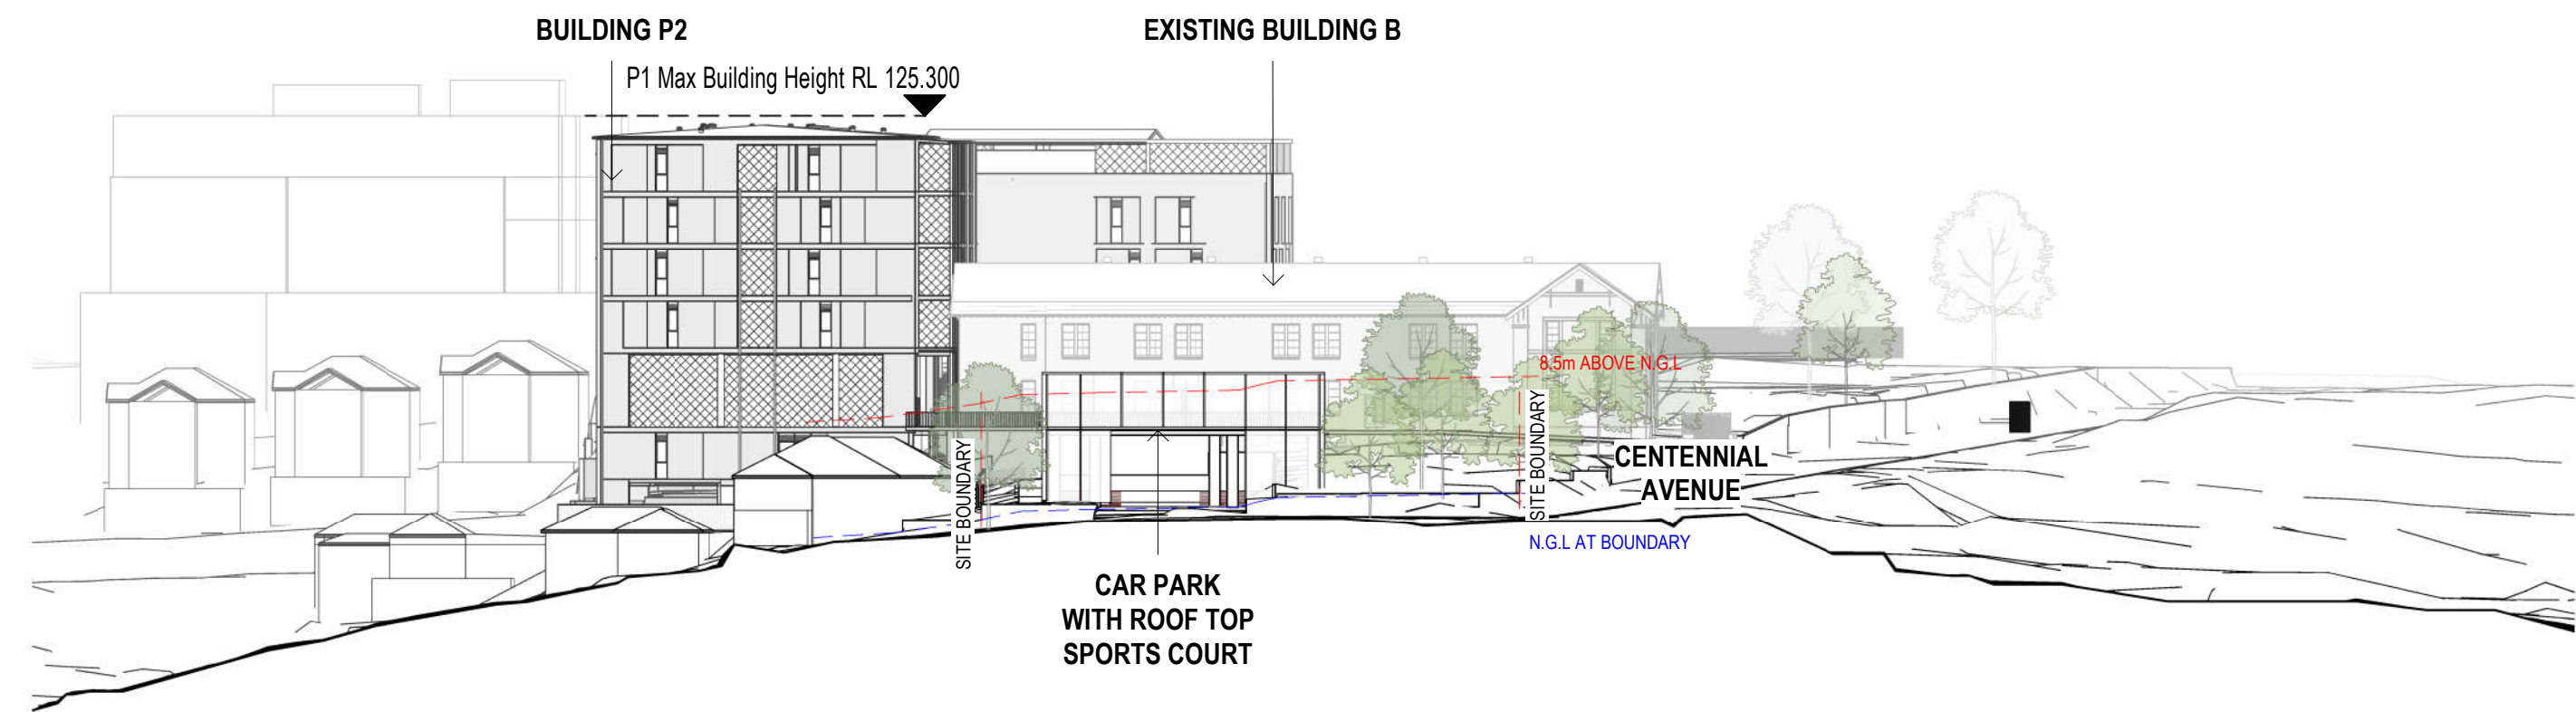 BUILDING P2
EXISTING BUILDING B
P1 Max Building Height RL 125.300
8.5m ABOVE N.G.L
SITE BOUNDARY
SITE BOUNDARY
CENTENNIAL
AVENUE
N.G.L AT BOUNDARY
CAR PARK
WITH ROOF TOP
SPORTS COURT